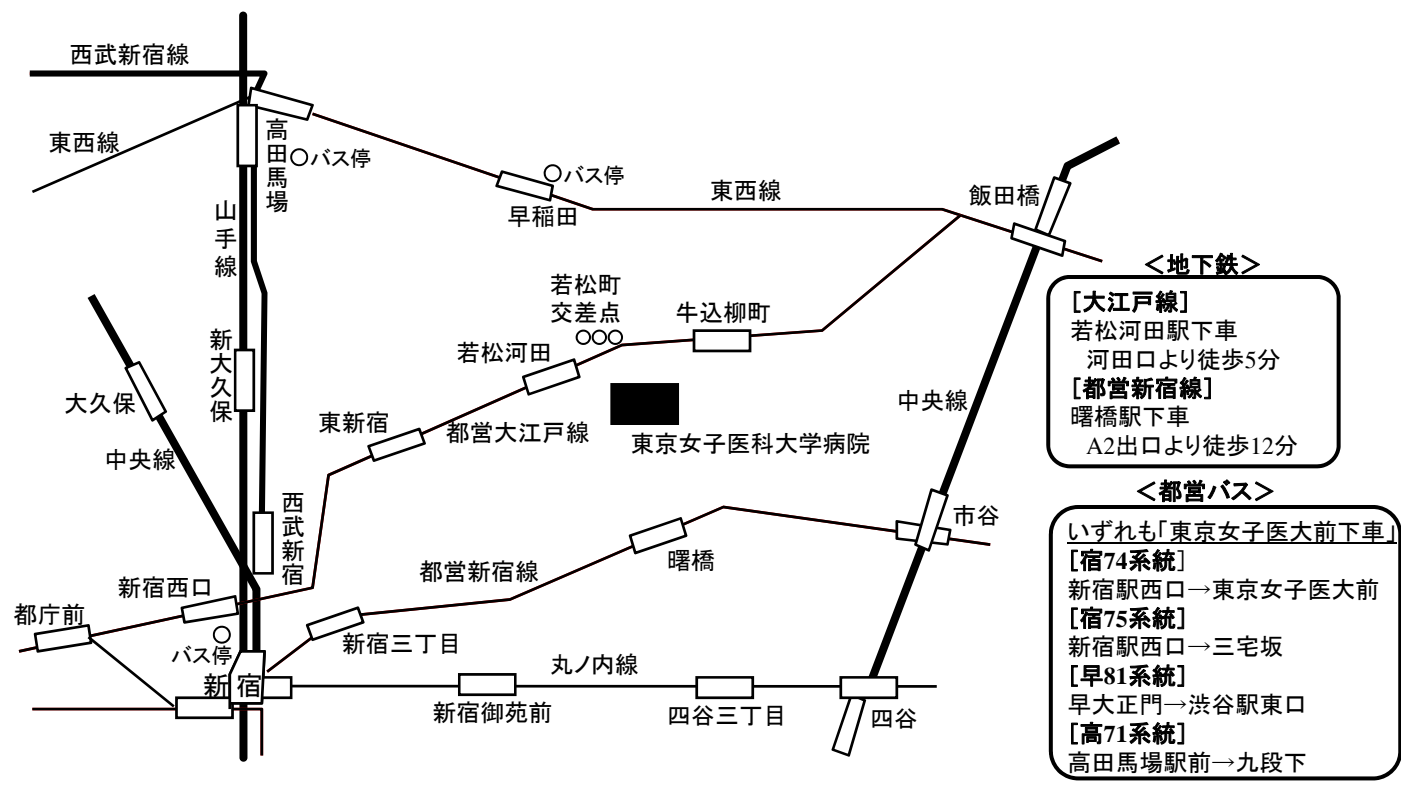 西武新宿線
東西線
高田馬場
バス停
バス停
早稲田
東西線
飯田橋
山手線
若松町
交差点
牛込柳町
若松河田
新大久保
大久保
中央線
東新宿
都営大江戸線
東京女子医科大学病院
中央線
西武新宿
市谷
曙橋
都営新宿線
新宿西口
都庁前
バス停
新宿三丁目
新宿
丸ノ内線
新宿御苑前
四谷三丁目
四谷
＜地下鉄＞
［大江戸線］
若松河田駅下車
河田口より徒歩5分
［都営新宿線］
曙橋駅下車
A2出口より徒歩12分
＜都営バス＞
いずれも「東京女子医大前下車」
［宿74系統］
新宿駅西口→東京女子医大前
［宿75系統］
新宿駅西口→三宅坂
［早81系統］
早大正門→渋谷駅東口
［高71系統］
高田馬場駅前→九段下